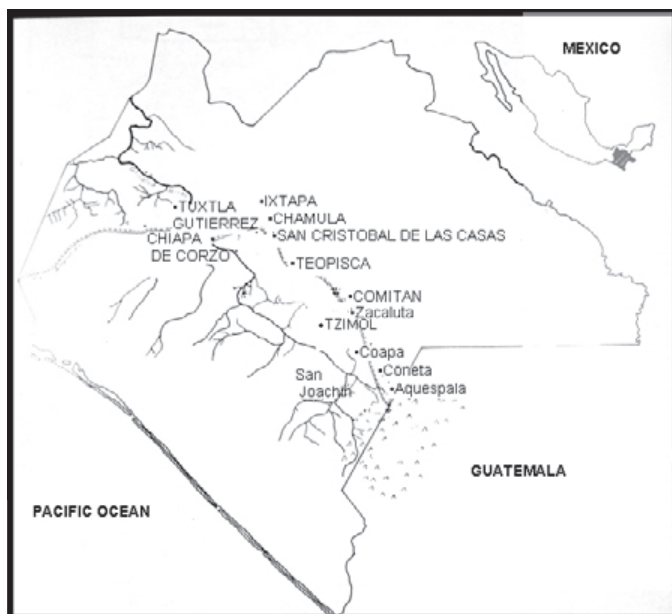 MEXICO
IXTAPA
TUXTLA
GUTIERREZ
CHAMULA
CHIAPA
DE CORZO
SAN CRISTOBAL DE LAS CASAS
TEOPISCA
COMITAN
Zacaluta
TZIMOL
Coapa
Coneta
San
Joachin
Aquespala
GUATEMALA
PACIFIC OCEAN